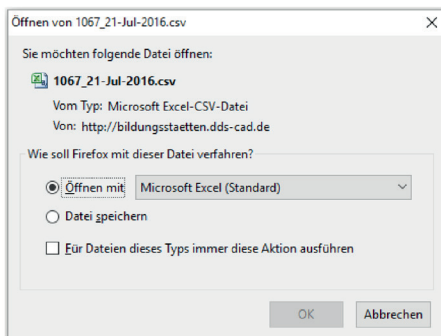 Öffnen von 1067_21-Jul-2016.csv
Sie möchten folgende Datei öffnen:
1067_21-Jul-2016.csv
Vom Typ: Microsoft Excel-CSV-Datei
Von: http://bildungsstaetten.dds-cad.de
Wie soll Firefox mit dieser Datei verfahren?
Öffnen mit Microsoft Excel (Standard)
Datei speichern
Für Dateien dieses Typs immer diese Aktion ausführen
OK Abbrechen